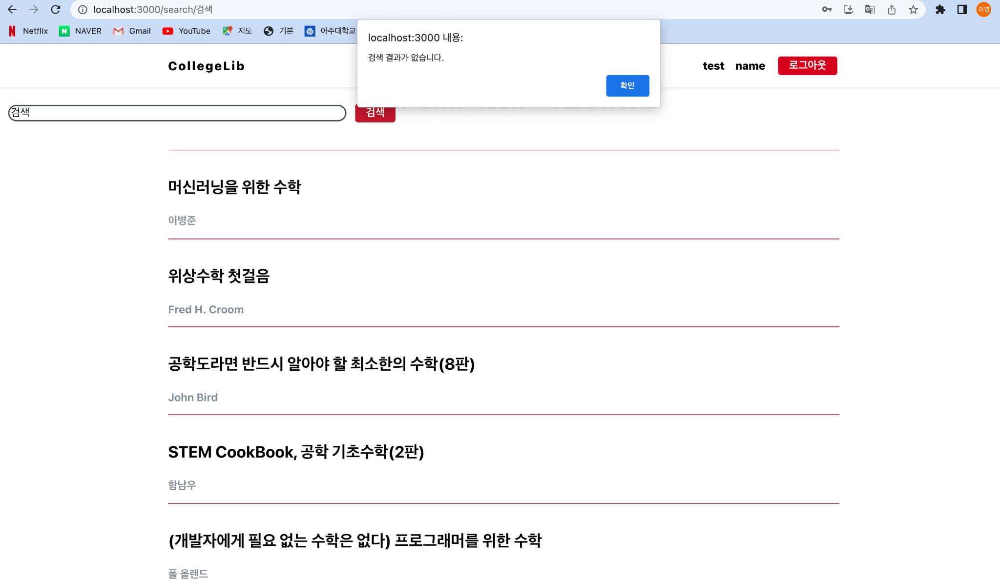 localhost:3000/search/검색
의엽
Netflix
NAVER
Gmail
YouTube
지도
기본
아주대학교
localhost:3000 내용:
검색 결과가 없습니다.
확인
CollegeLib
test name
로그아웃
검색
검색
머신러닝을 위한 수학
이병준
위상수학 첫걸음
Fred H. Croom
공학도라면 반드시 알아야 할 최소한의 수학(8판)
John Bird
STEM CookBook, 공학 기초수학(2판)
함남우
(개발자에게 필요 없는 수학은 없다) 프로그래머를 위한 수학
폴 올랜드